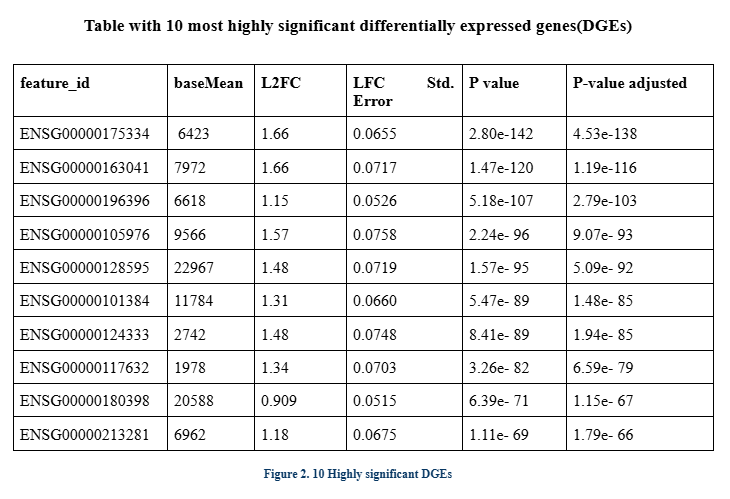 Table with 10 most highly significant differentially expressed genes(DGEs)
feature_id baseMean L2FC LFC Std. Error P value P-value adjusted
ENSG00000175334 6423 1.66 0.0655 2.80e-142 4.53e-138
ENSG00000163041 7972 1.66 0.0717 1.47e-120 1.19e-116
ENSG00000196396 6618 1.15 0.0526 5.18e-107 2.79e-103
ENSG00000105976 9566 1.57 0.0758 2.24e- 96 9.07e- 93
ENSG00000128595 22967 1.48 0.0719 1.57e- 95 5.09e- 92
ENSG00000101384 11784 1.31 0.0660 5.47e- 89 1.48e- 85
ENSG00000124333 2742 1.48 0.0748 8.41e- 89 1.94e- 85
ENSG00000117632 1978 1.34 0.0703 3.26e- 82 6.59e- 79
ENSG00000180398 20588 0.909 0.0515 6.39e- 71 1.15e- 67
ENSG00000213281 6962 1.18 0.0675 1.11e- 69 1.79e- 66
Figure 2. 10 Highly significant DGEs